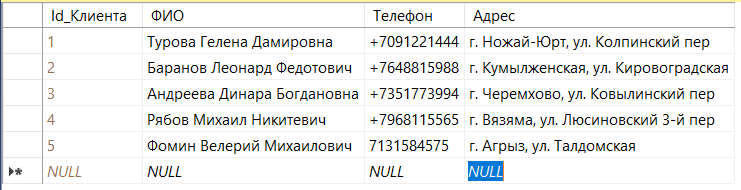 Id_Клиента ФИО Телефон Адрес
1 Турова Гелена Дамировна +7091221444 г. Ножай-Юрт, ул. Колпинский пер
2 Баранов Леонард Федотович +7648815988 г. Кумылженская, ул. Кировоградская
3 Андреева Динара Богдановна +7351773994 г. Черемхово, ул. Ковылинский пер
4 Рябов Михаил Никитевич +7968115565 г. Вязяма, ул. Люсиновский 3-й пер
5 Фомин Велерий Михаилович 7131584575 г. Агрыз, ул. Талдомская
NULL NULL NULL NULL